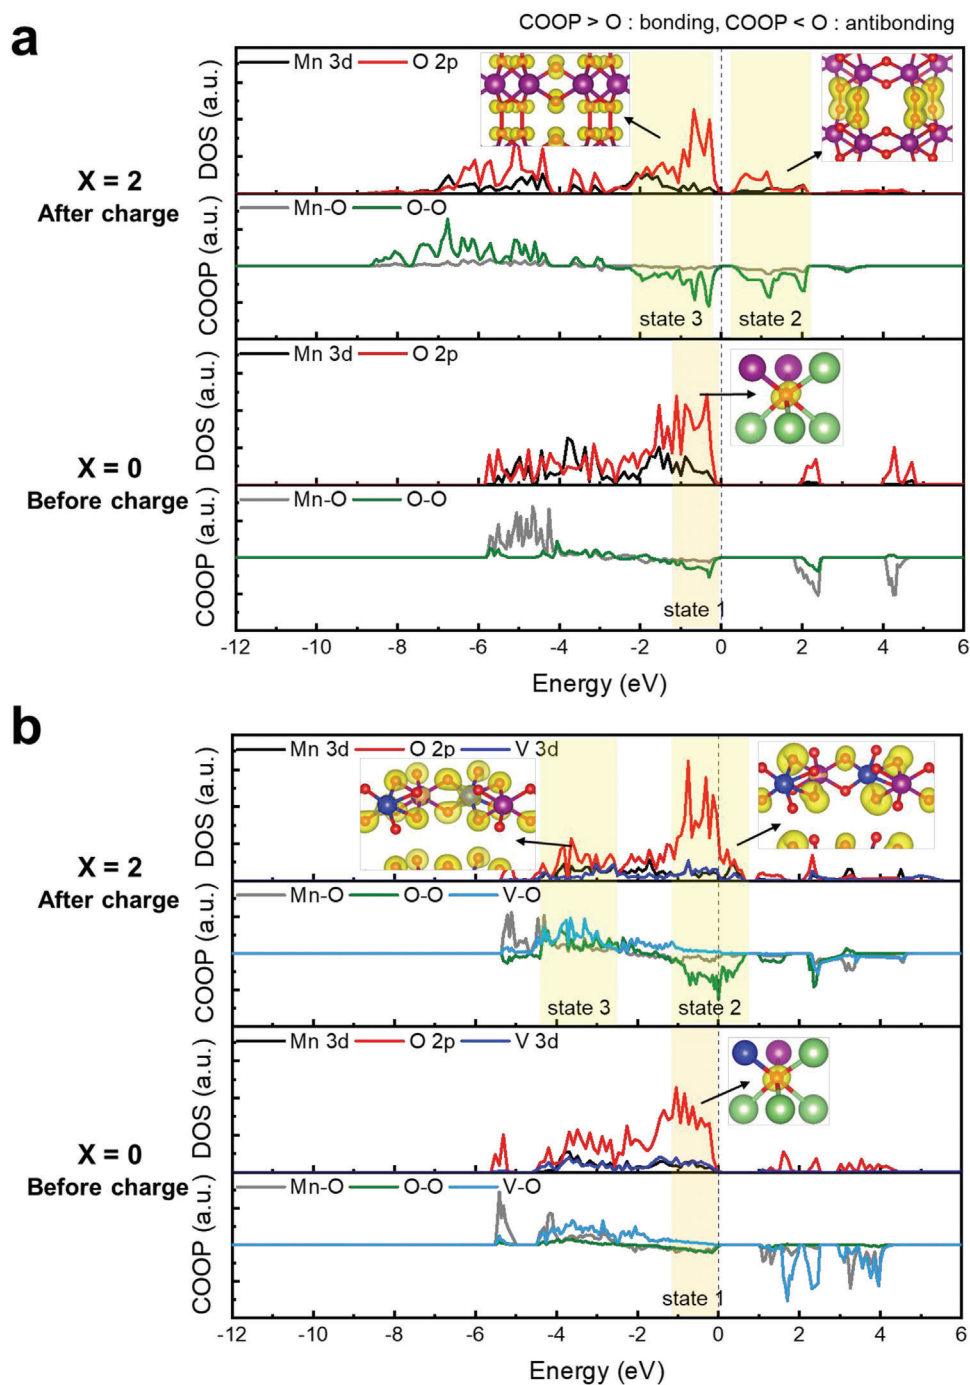 COOP > O : bonding, COOP < O : antibonding
a
Mn 3d O 2p
DOS (a.u.)
X = 2
After charge
Mn-O O-O
COOP (a.u.)
state 3 state 2
Mn 3d O 2p
DOS (a.u.)
X = 0
Before charge
Mn-O O-O
COOP (a.u.)
state 1
-12 -10 -8 -6 -4 -2 0 2 4 6
Energy (eV)
b
Mn 3d O 2p V 3d
DOS (a.u.)
X = 2
After charge
Mn-O O-O V-O
COOP (a.u.)
state 3 state 2
Mn 3d O 2p V 3d
DOS (a.u.)
X = 0
Before charge
Mn-O O-O V-O
COOP (a.u.)
state 1
-12 -10 -8 -6 -4 -2 0 2 4 6
Energy (eV)